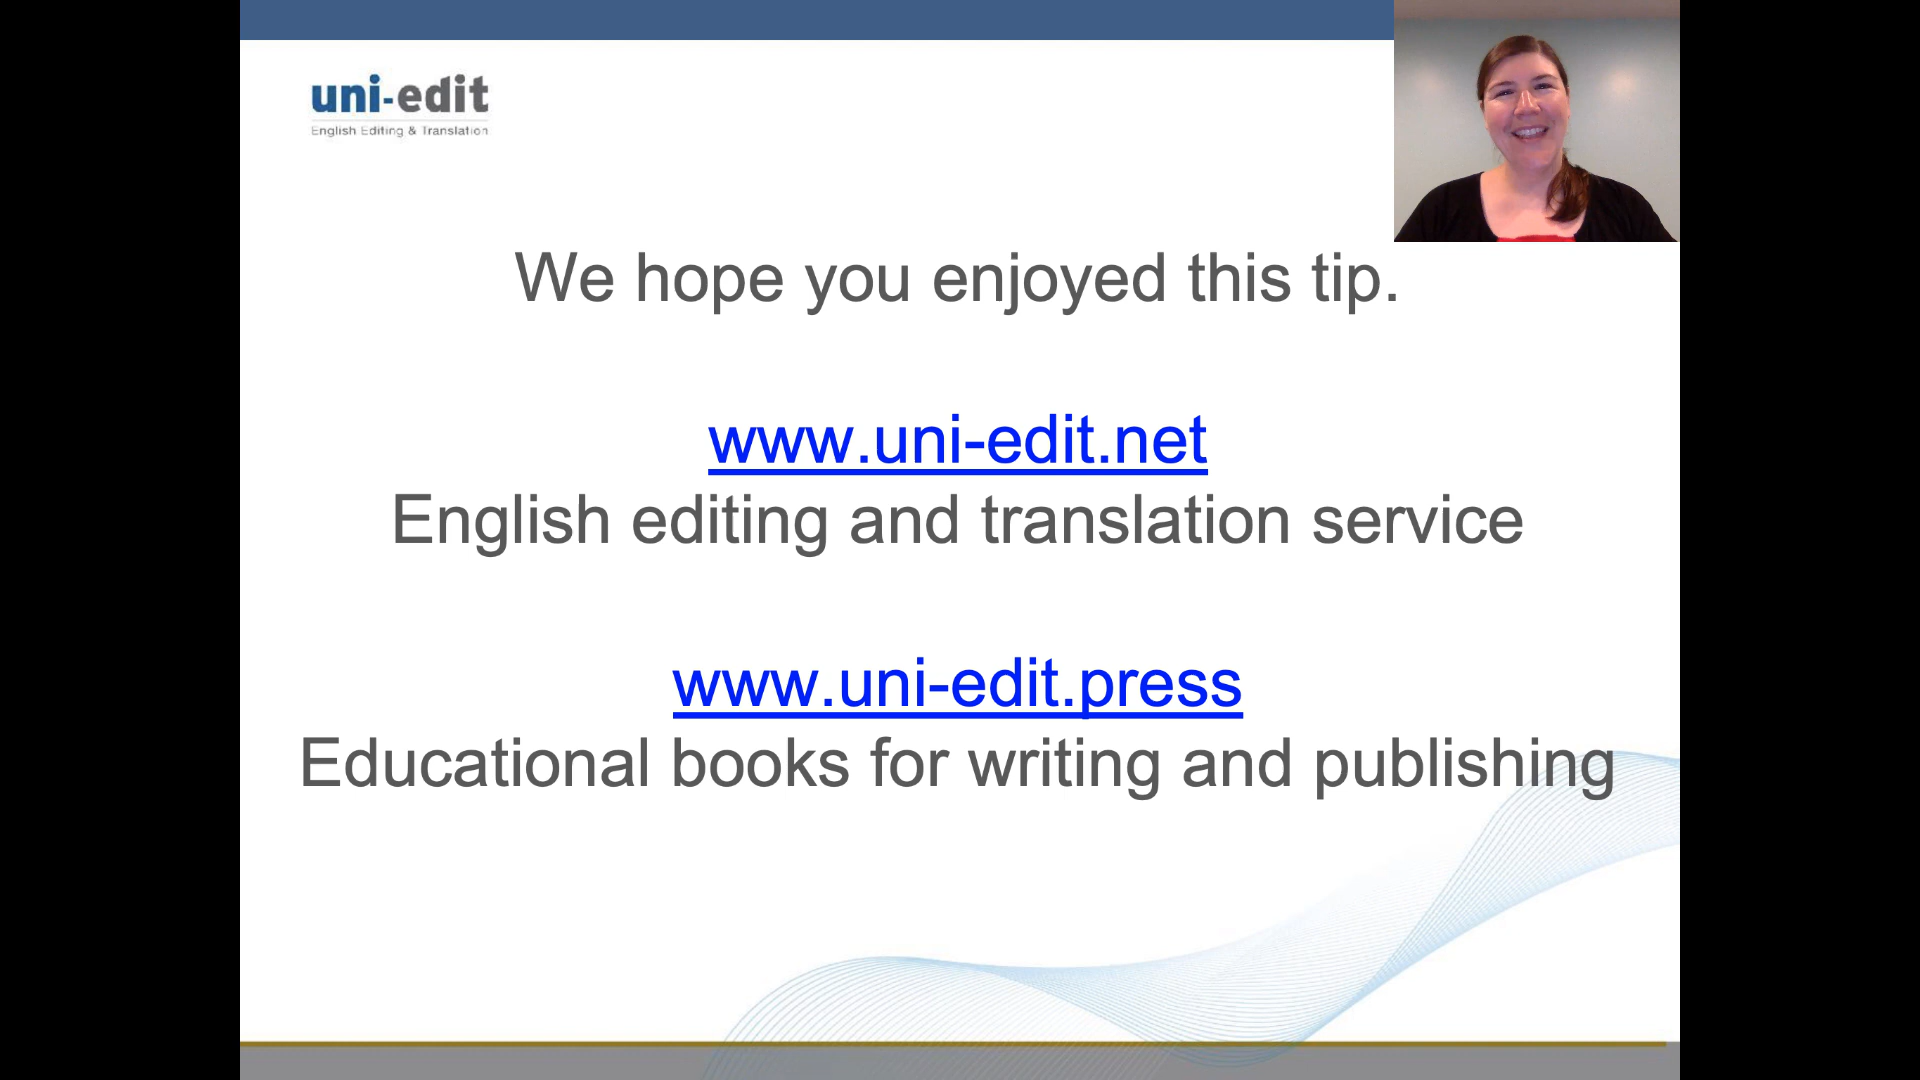 uni-edit
English Editing & Translation
We hope you enjoyed this tip.
www.uni-edit.net
English editing and translation service
www.uni-edit.press
Educational books for writing and publishing